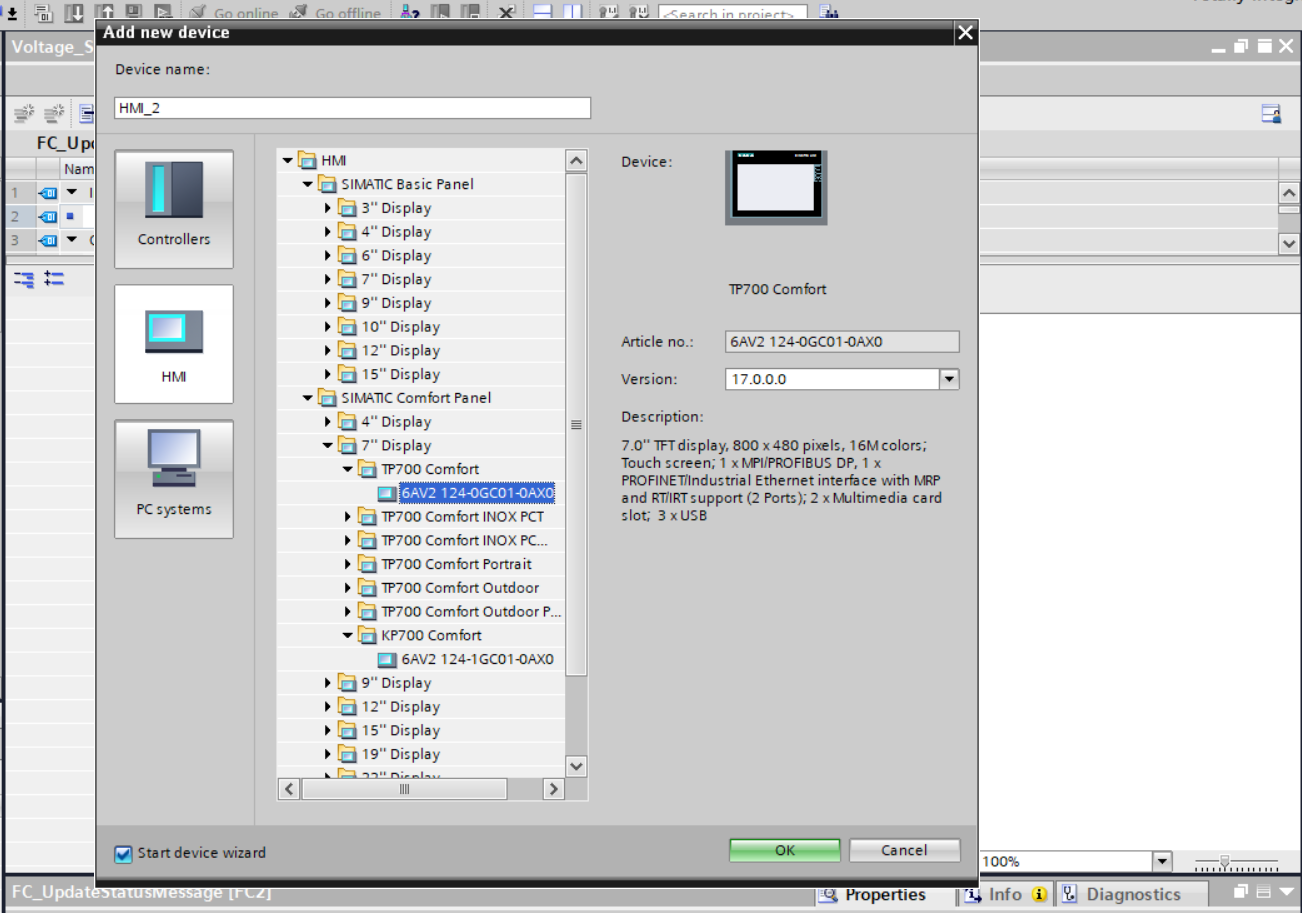 Go online
Go offline
<Search in project>
Add new device
Voltage_S
Device name:
HMI_2
FC_Upd
Nam
1
2
3
Controllers
HMI
PC systems
HMI
SIMATIC Basic Panel
3'' Display
4'' Display
6'' Display
7'' Display
9'' Display
10'' Display
12'' Display
15'' Display
SIMATIC Comfort Panel
4'' Display
7'' Display
TP700 Comfort
6AV2 124-0GC01-0AX0
TP700 Comfort INOX PCT
TP700 Comfort INOX PC...
TP700 Comfort Portrait
TP700 Comfort Outdoor
TP700 Comfort Outdoor P...
KP700 Comfort
6AV2 124-1GC01-0AX0
9'' Display
12'' Display
15'' Display
19'' Display
22'' Display
Device:
TP700 Comfort
Article no.: 6AV2 124-0GC01-0AX0
Version: 17.0.0.0
Description:
7.0'' TFT display, 800 x 480 pixels, 16M colors;
Touch screen; 1 x MPI/PROFIBUS DP, 1 x
PROFINET/Industrial Ethernet interface with MRP
and RT/IRT support (2 Ports); 2 x Multimedia card
slot; 3 x USB
Start device wizard
OK
Cancel
100%
FC_UpdateStatusMessage [FC2]
Properties
Info
Diagnostics